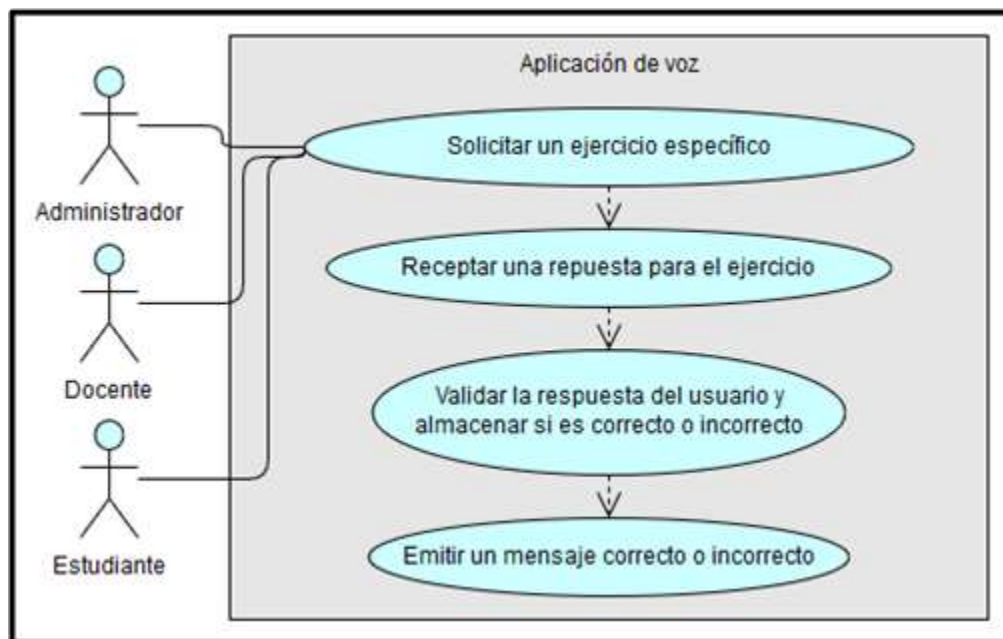 Aplicación de voz
Solicitar un ejercicio específico
Administrador
Receptar una repuesta para el ejercicio
Docente
Validar la respuesta del usuario y
almacenar si es correcto o incorrecto
Estudiante
Emitir un mensaje correcto o incorrecto